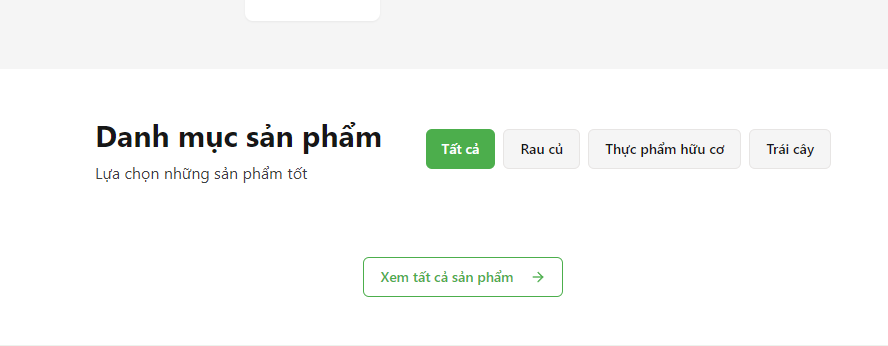 Danh mục sản phẩm
Lựa chọn những sản phẩm tốt
Tất cả
Rau củ
Thực phẩm hữu cơ
Trái cây
Xem tất cả sản phẩm